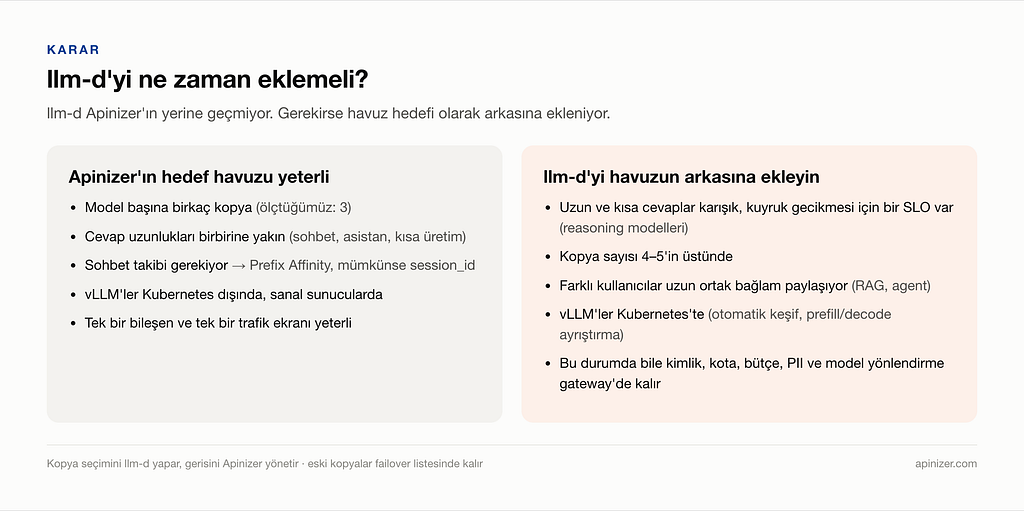 KARAR
llm-d'yi ne zaman eklemeli?
llm-d Apinizer'ın yerine geçmiyor. Gerekirse havuz hedefi olarak arkasına ekleniyor.
Apinizer'ın hedef havuzu yeterli
• Model başına birkaç kopya (ölçtüğümüz: 3)
• Cevap uzunlukları birbirine yakın (sohbet, asistan, kısa üretim)
• Sohbet takibi gerekiyor → Prefix Affinity, mümkünse session_id
• vLLM'ler Kubernetes dışında, sanal sunucularda
• Tek bir bileşen ve tek bir trafik ekranı yeterli
llm-d'yi havuzun arkasına ekleyin
• Uzun ve kısa cevaplar karışık, kuyruk gecikmesi için bir SLO var
(reasoning modelleri)
• Kopya sayısı 4–5'in üstünde
• Farklı kullanıcılar uzun ortak bağlam paylaşıyor (RAG, agent)
• vLLM'ler Kubernetes'te (otomatik keşif, prefill/decode
ayrıştırma)
• Bu durumda bile kimlik, kota, bütçe, PII ve model yönlendirme
gateway'de kalır
Kopya seçimini llm-d yapar, gerisini Apinizer yönetir · eski kopyalar failover listesinde kalır
apinizer.com